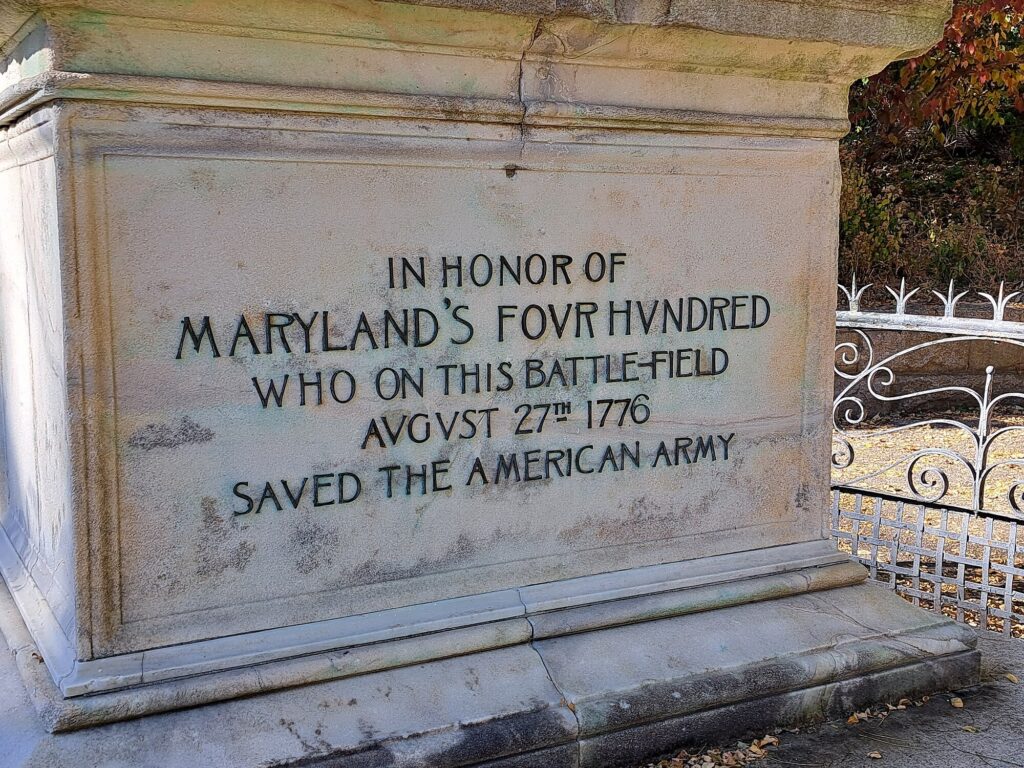 IN HONOR OF
MARYLAND'S FOVR HVNDRED
WHO ON THIS BATTLE-FIELD
AVGVST 27TH 1776
SAVED THE AMERICAN ARMY